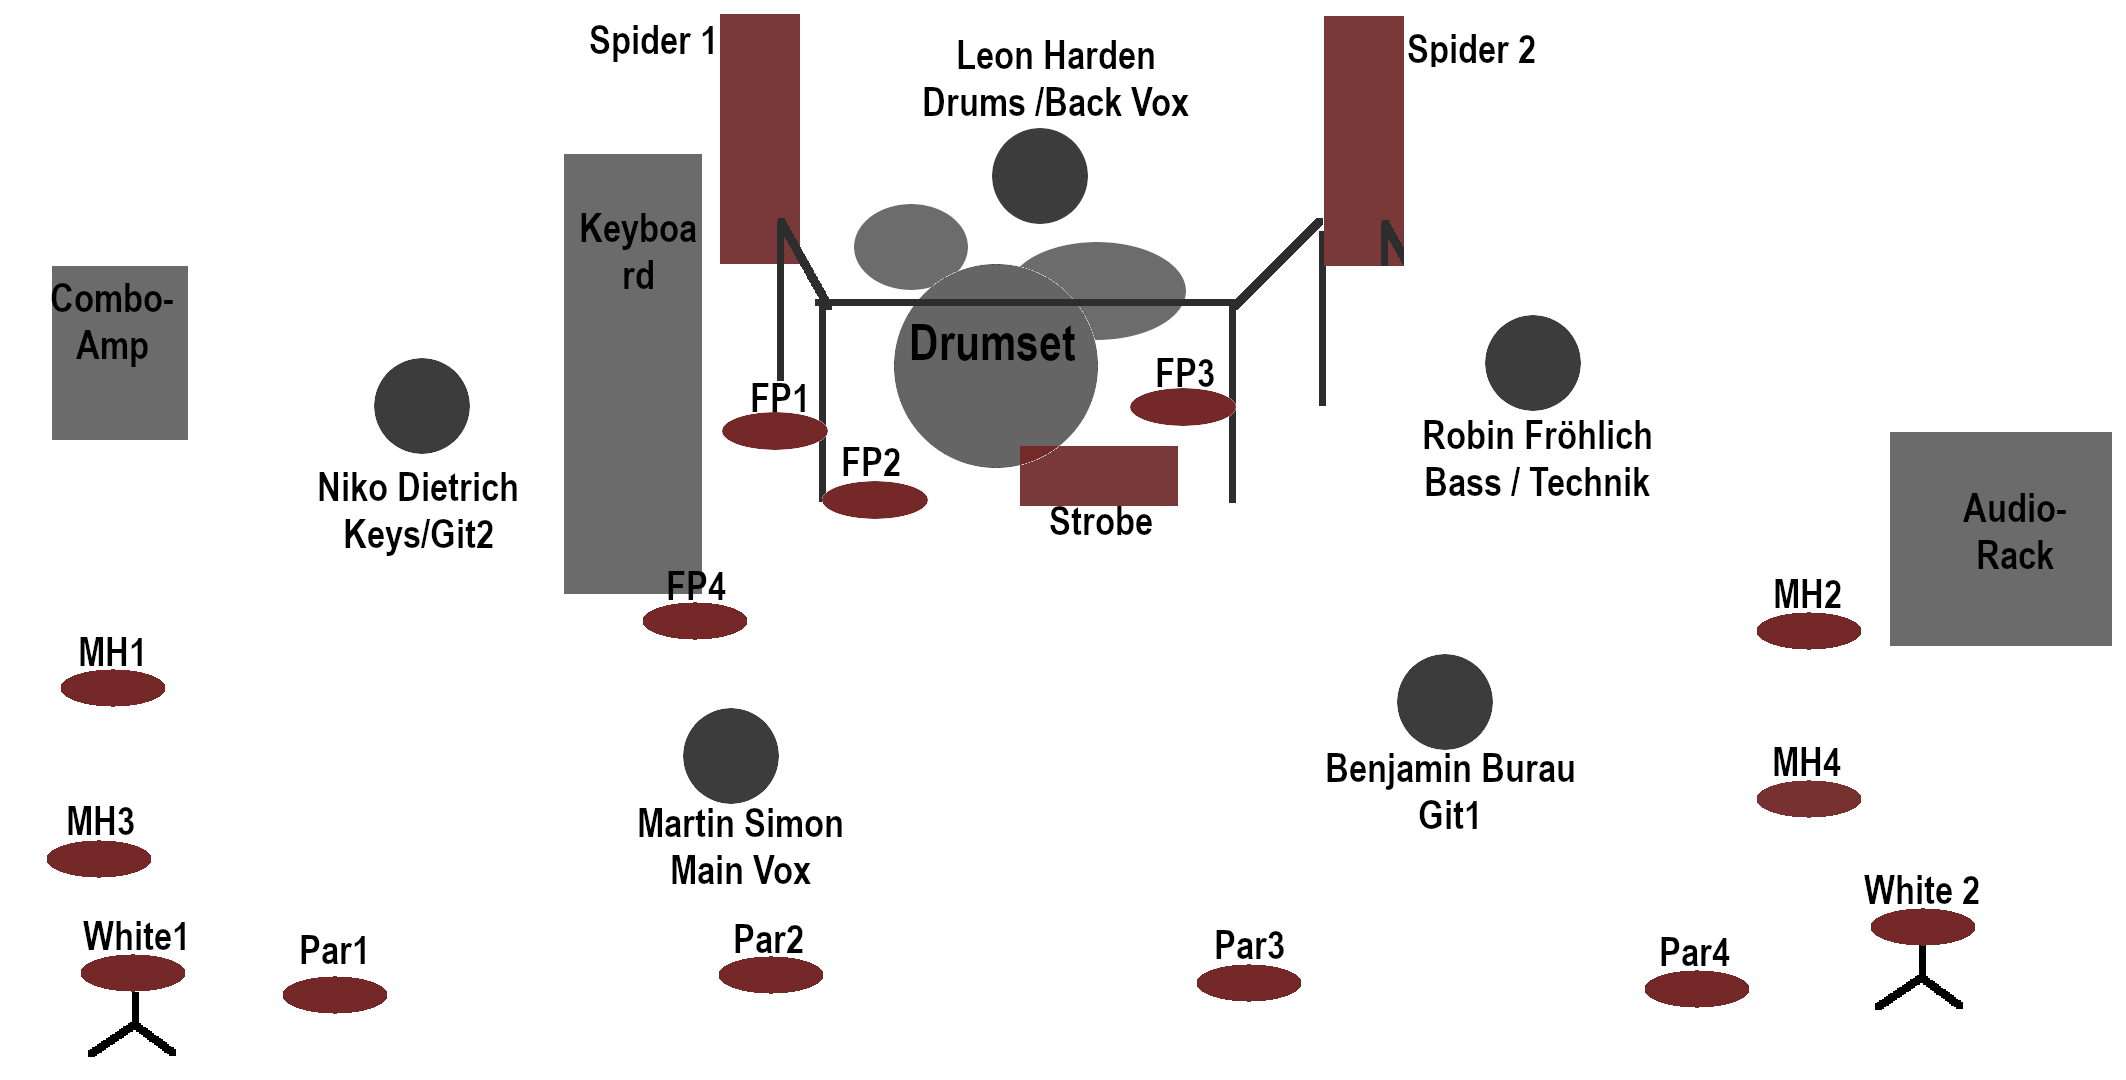 Spider 1
Leon Harden
Drums /Back Vox
Spider 2
Keyboa
rd
Combo-
Amp
Drumset
FP1
FP3
FP2
Strobe
Niko Dietrich
Keys/Git2
Robin Fröhlich
Bass / Technik
Audio-
Rack
FP4
MH2
MH1
MH3
Martin Simon
Main Vox
Benjamin Burau
Git1
MH4
White 2
White1
Par1
Par2
Par3
Par4